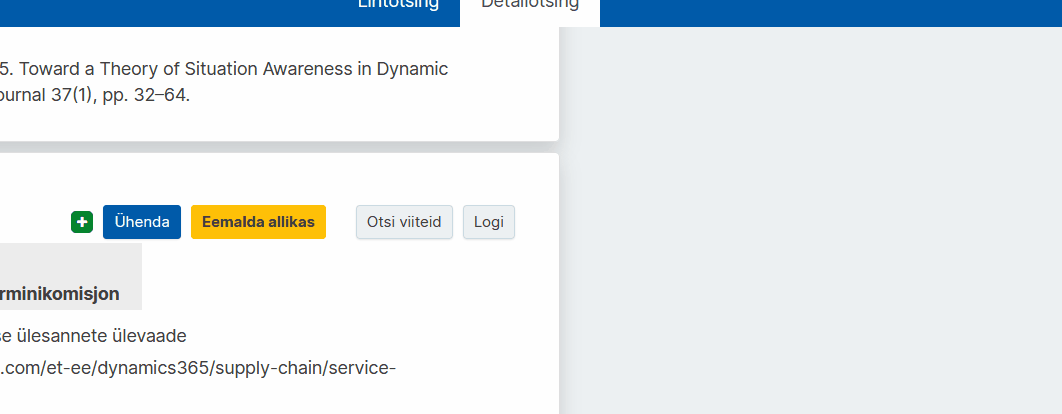 Lihtotsing Detailotsing
5. Toward a Theory of Situation Awareness in Dynamic
ournal 37(1), pp. 32–64.
Ühenda Eemalda allikas Otsi viiteid Logi
rminikomisjon
se ülesannete ülevaade
.com/et-ee/dynamics365/supply-chain/service-